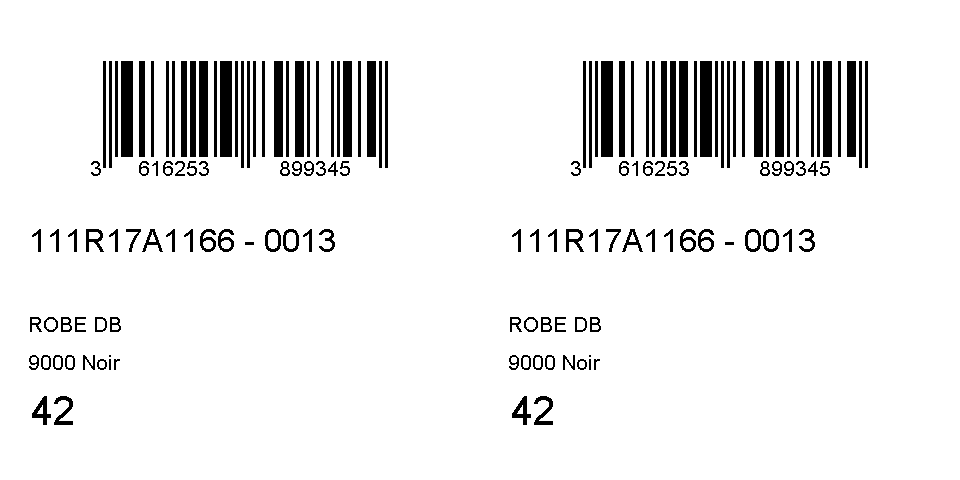 3 616253 899345
111R17A1166 - 0013
ROBE DB
9000 Noir
42
3 616253 899345
111R17A1166 - 0013
ROBE DB
9000 Noir
42